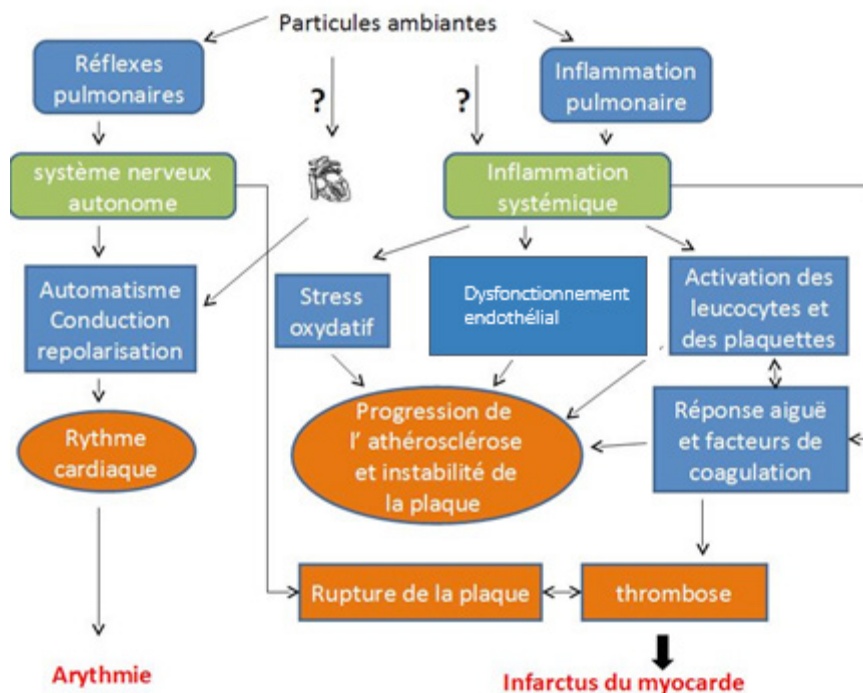 Particules ambiantes
Réflexes
pulmonaires
?
?
Inflammation
pulmonaire
système nerveux
autonome
Inflammation
systémique
Automatisme
Conduction
repolarisation
Stress
oxydatif
Dysfonctionnement
endothélial
Activation des
leucocytes et
des plaquettes
Rythme
cardiaque
Progression de
l' athérosclérose
et instabilité de
la plaque
Réponse aiguë
et facteurs de
coagulation
Rupture de la plaque
thrombose
Arythmie
Infarctus du myocarde